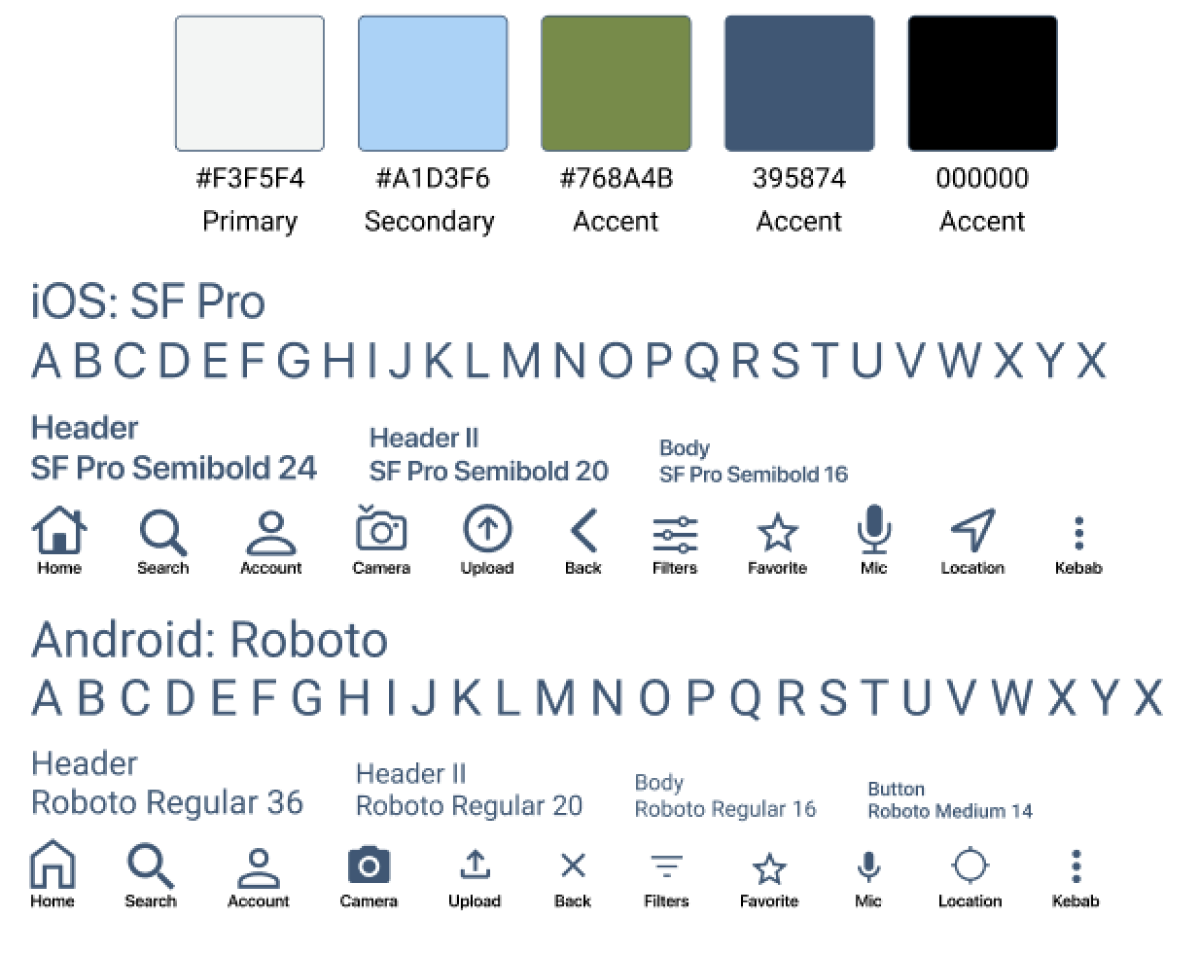 #F3F5F4 #A1D3F6 #768A4B 395874 000000
Primary Secondary Accent Accent Accent
iOS: SF Pro
A B C D E F G H I J K L M N O P Q R S T U V W X Y X
Header
SF Pro Semibold 24
Header II
SF Pro Semibold 20
Body
SF Pro Semibold 16
Home Search Account Camera Upload Back Filters Favorite Mic Location Kebab
Android: Roboto
A B C D E F G H I J K L M N O P Q R S T U V W X Y X
Header
Roboto Regular 36
Header II
Roboto Regular 20
Body
Roboto Regular 16
Button
Roboto Medium 14
Home Search Account Camera Upload Back Filters Favorite Mic Location Kebab